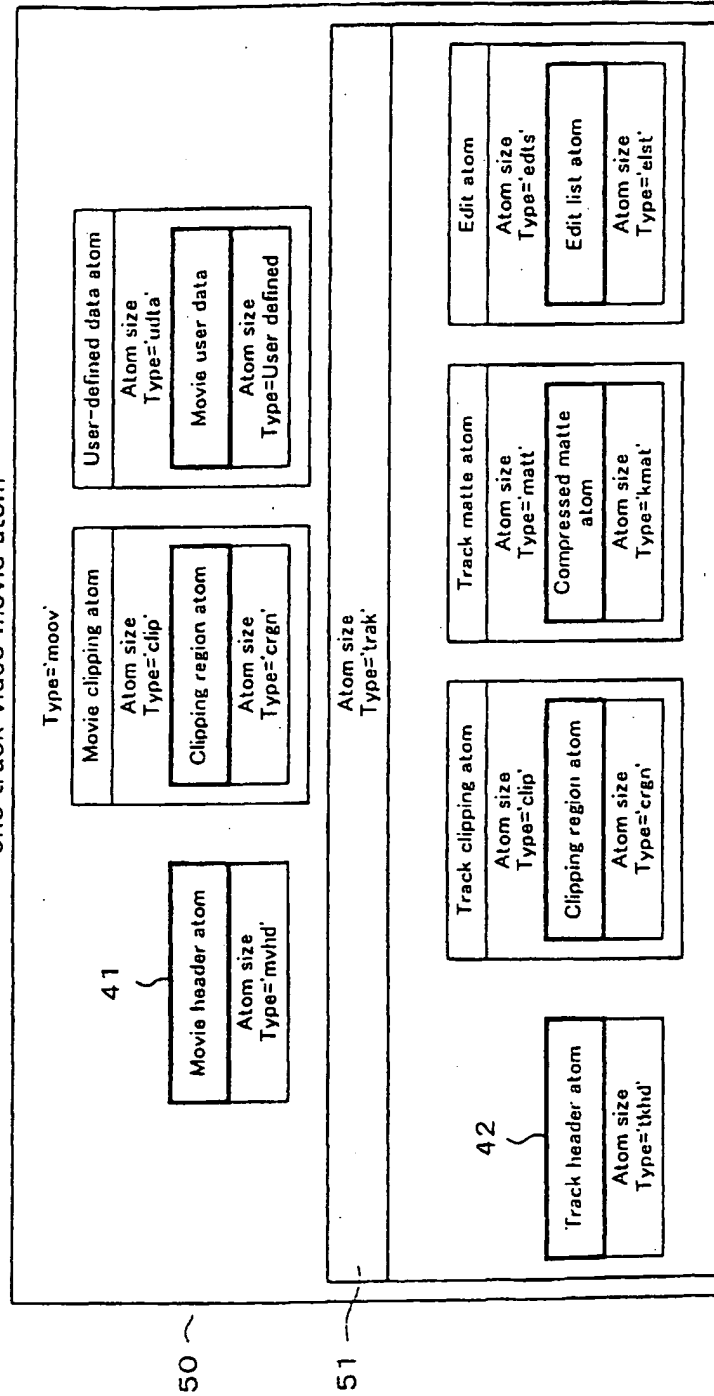 one track video movie atom
50
Type='moov'
41
Movie header atom
Atom size
Type='mvhd'
Movie clipping atom
Atom size
Type='clip'
Clipping region atom
Atom size
Type='crgn'
User-defined data atom
Atom size
Type='udta'
Movie user data
Atom size
Type=User defined
51
Atom size
Type='trak'
42
Track header atom
Atom size
Type='tkhd'
Track clipping atom
Atom size
Type='clip'
Clipping region atom
Atom size
Type='crgn'
Track matte atom
Atom size
Type='matt'
Compressed matte
atom
Atom size
Type='kmat'
Edit atom
Atom size
Type='edts'
Edit list atom
Atom size
Type='elst'